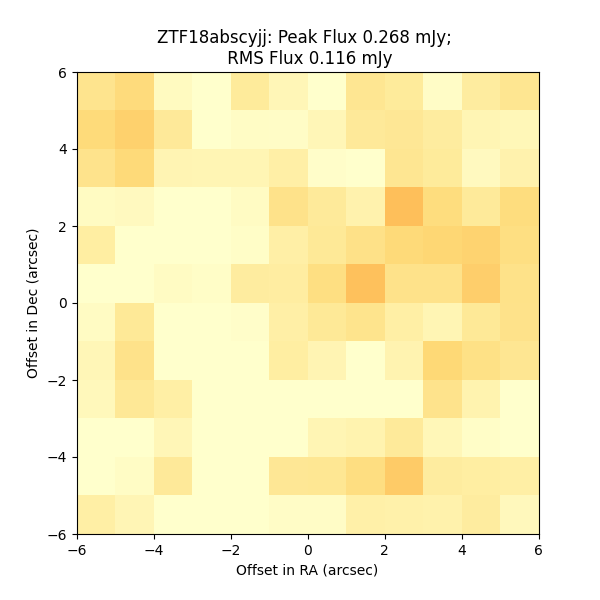 ZTF18abscyjj: Peak Flux 0.268 mJy;
RMS Flux 0.116 mJy
6
4
2
0
−2
−4
−6
Offset in Dec (arcsec)
−6 −4 −2 0 2 4 6
Offset in RA (arcsec)